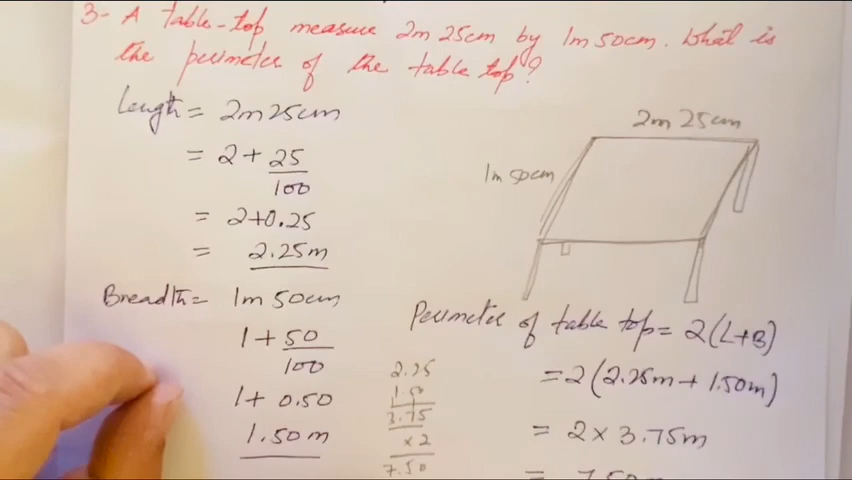 3- A table-top measure 2m 25cm by 1m 50cm. What is
the perimeter of the table top?
Length = 2m 25cm
= 2 + 25/100
= 2+0.25
= 2.25m
Breadth = 1m 50cm
1 + 50/100
1 + 0.50
1.50m
2m 25cm
1m 50cm
Perimeter of table top = 2(L+B)
= 2(2.25m + 1.50m)
= 2 × 3.75m
= 7.50m
2.25
1.50
3.75
×2
7.50